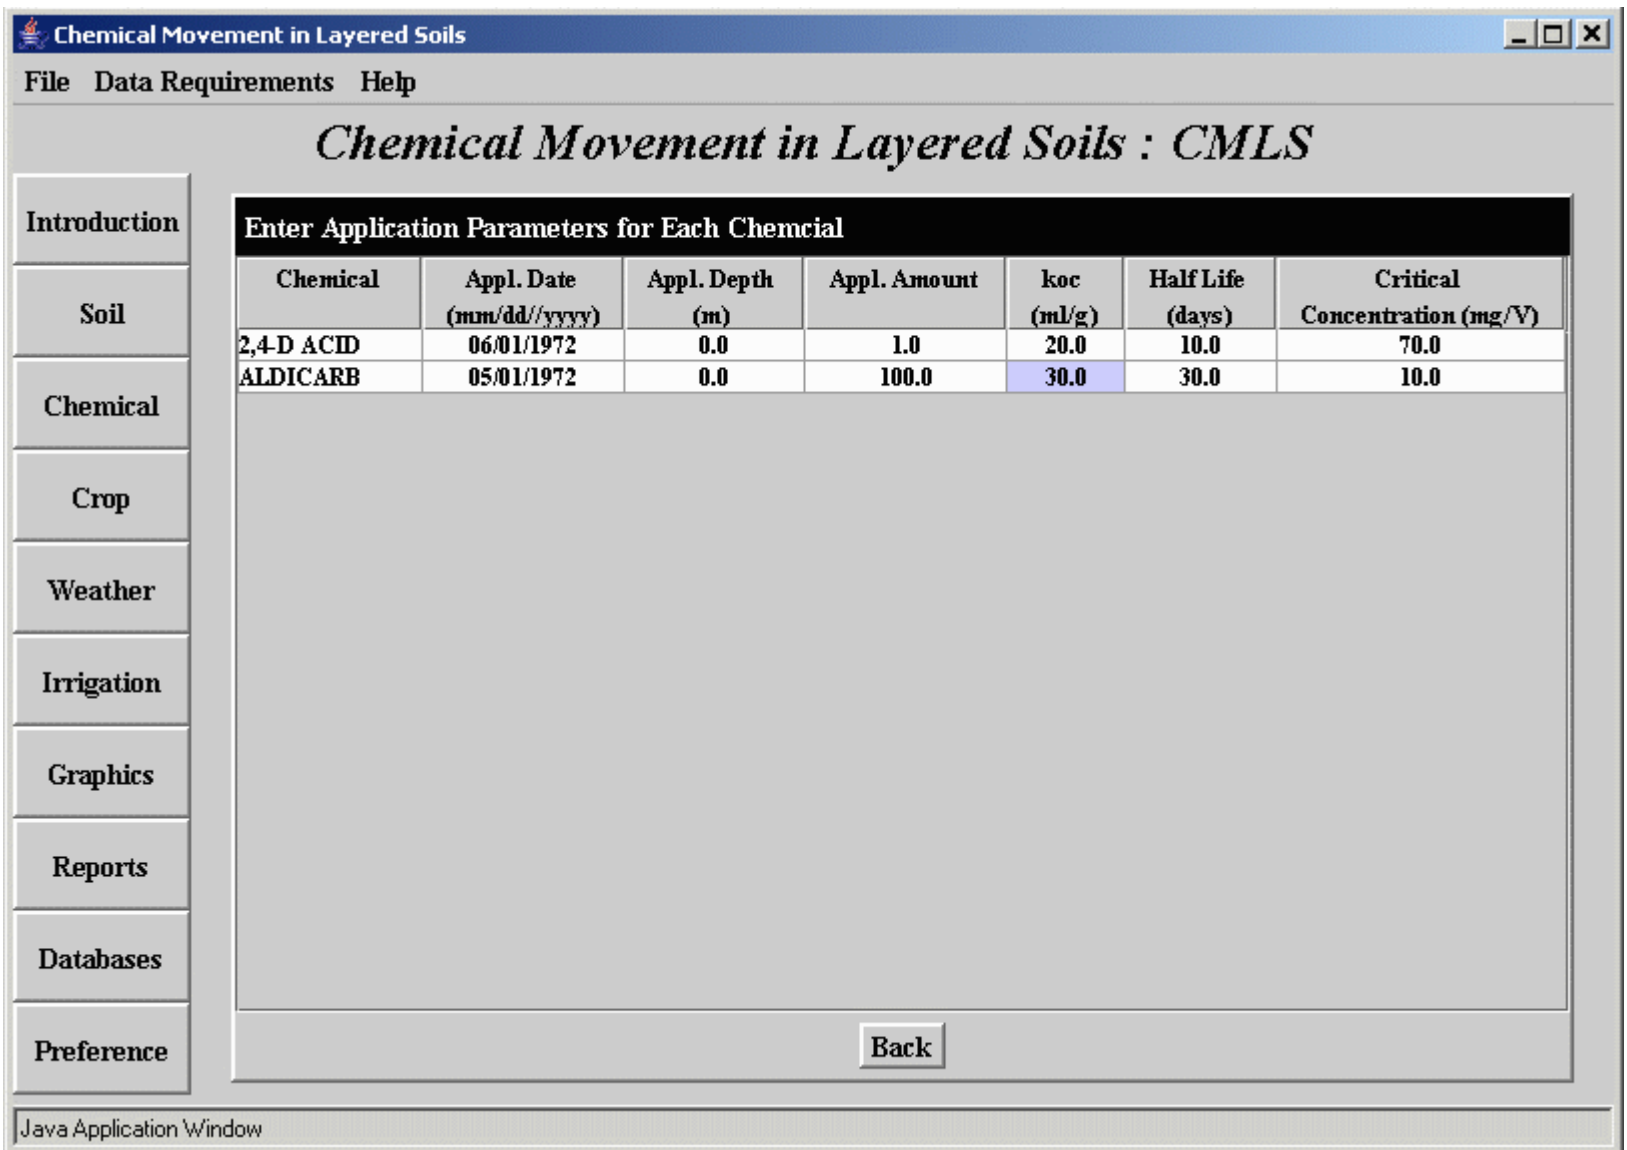 Chemical Movement in Layered Soils
File Data Requirements Help
Chemical Movement in Layered Soils : CMLS
Introduction
Soil
Chemical
Crop
Weather
Irrigation
Graphics
Reports
Databases
Preference
Enter Application Parameters for Each Chemcial
Chemical Appl. Date Appl. Depth Appl. Amount koc Half Life Critical
(mm/dd//yyyy) (m) (ml/g) (days) Concentration (mg/V)
2,4-D ACID 06/01/1972 0.0 1.0 20.0 10.0 70.0
ALDICARB 05/01/1972 0.0 100.0 30.0 30.0 10.0
Back
Java Application Window